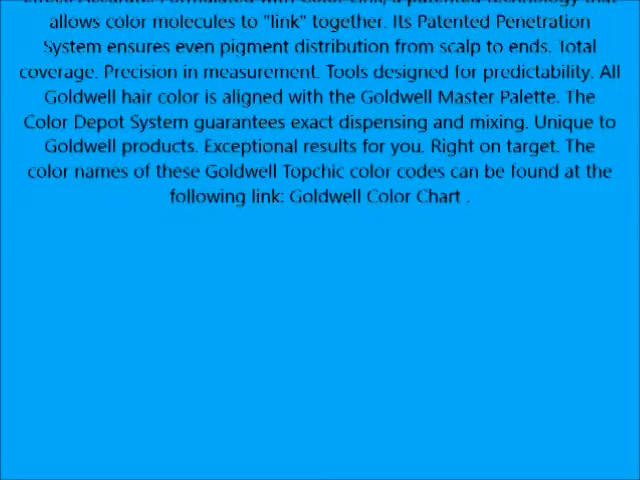 allows color molecules to "link" together. Its Patented Penetration
System ensures even pigment distribution from scalp to ends. Total
coverage. Precision in measurement. Tools designed for predictability. All
Goldwell hair color is aligned with the Goldwell Master Palette. The
Color Depot System guarantees exact dispensing and mixing. Unique to
Goldwell products. Exceptional results for you. Right on target. The
color names of these Goldwell Topchic color codes can be found at the
following link: Goldwell Color Chart .